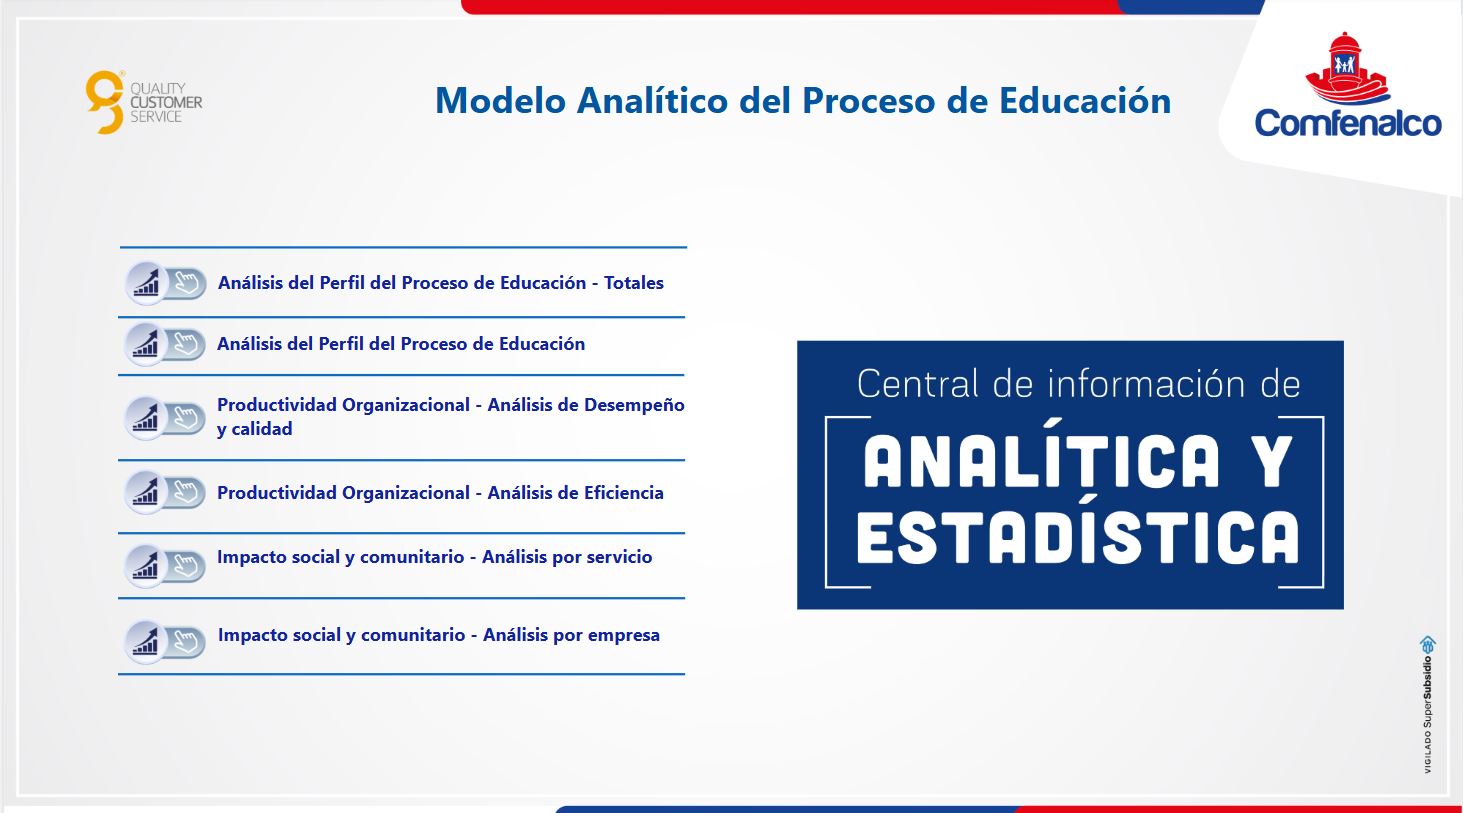 QUALITY
CUSTOMER
SERVICE
Modelo Analítico del Proceso de Educación
Comfenalco
Análisis del Perfil del Proceso de Educación - Totales
Análisis del Perfil del Proceso de Educación
Productividad Organizacional - Análisis de Desempeño
y calidad
Productividad Organizacional - Análisis de Eficiencia
Impacto social y comunitario - Análisis por servicio
Impacto social y comunitario - Análisis por empresa
Central de información de
ANALÍTICA Y
ESTADÍSTICA
VIGILADO SuperSubsidio